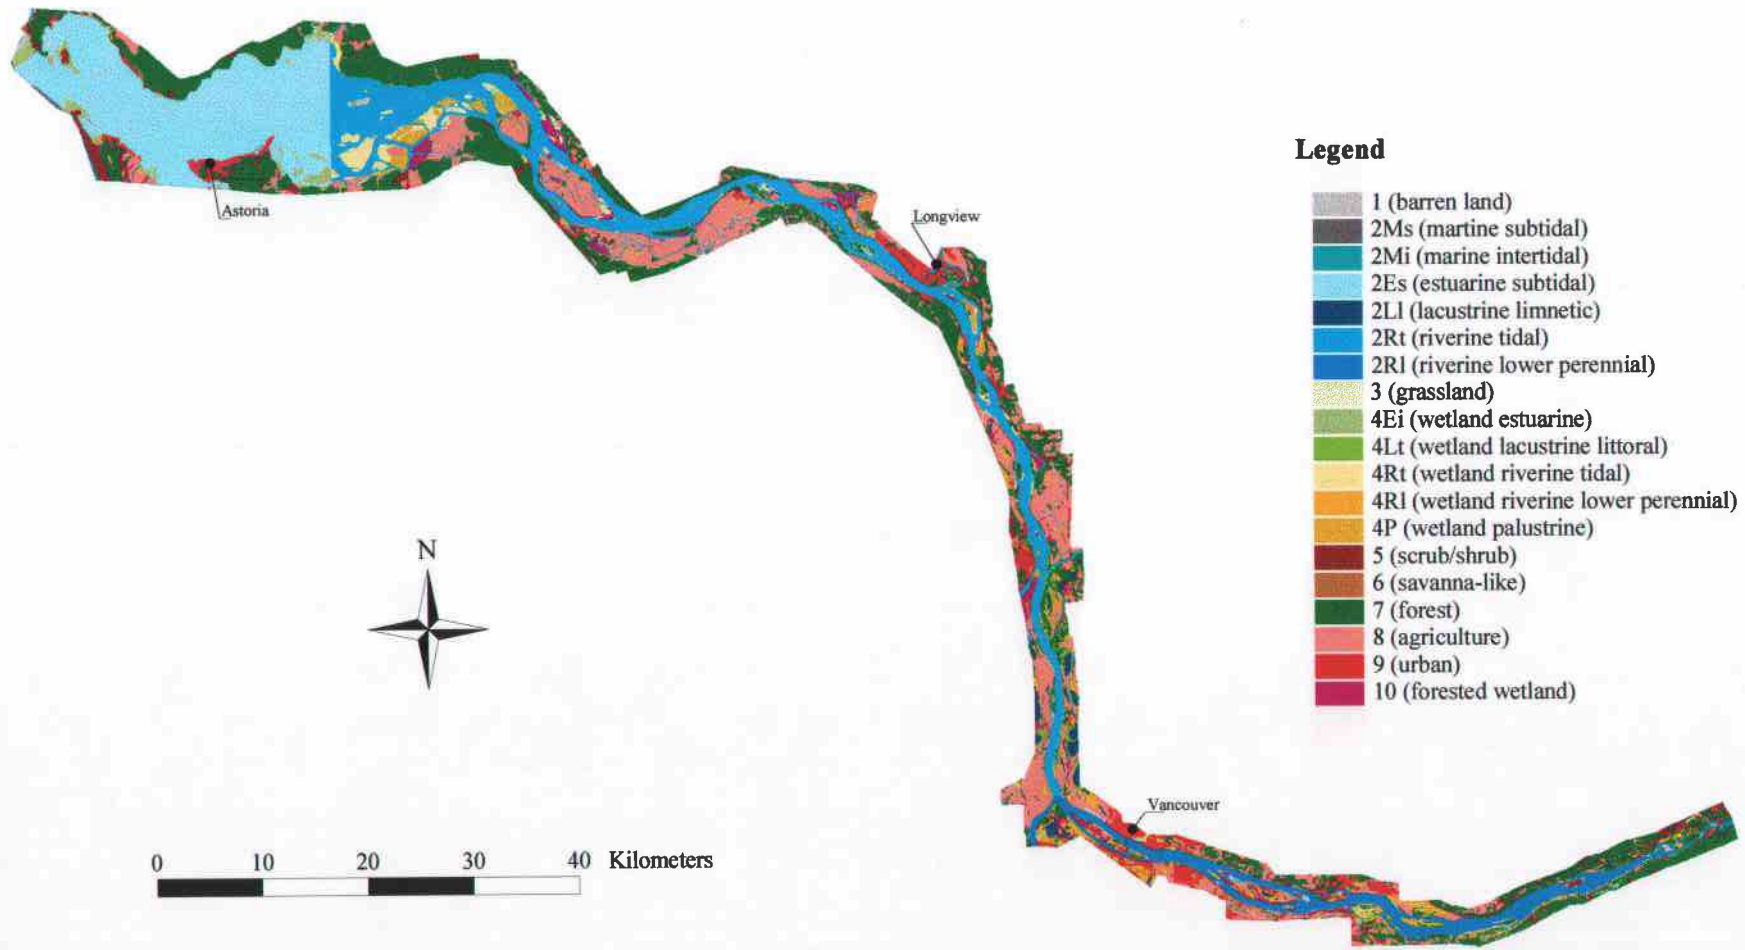 Astoria
Longview
Legend
1 (barren land)
2Ms (martine subtidal)
2Mi (marine intertidal)
2Es (estuarine subtidal)
2Ll (lacustrine limnetic)
2Rt (riverine tidal)
2Rl (riverine lower perennial)
3 (grassland)
4Ei (wetland estuarine)
4Lt (wetland lacustrine littoral)
4Rt (wetland riverine tidal)
4Rl (wetland riverine lower perennial)
4P (wetland palustrine)
5 (scrub/shrub)
6 (savanna-like)
7 (forest)
8 (agriculture)
9 (urban)
10 (forested wetland)
N
Vancouver
0 10 20 30 40 Kilometers